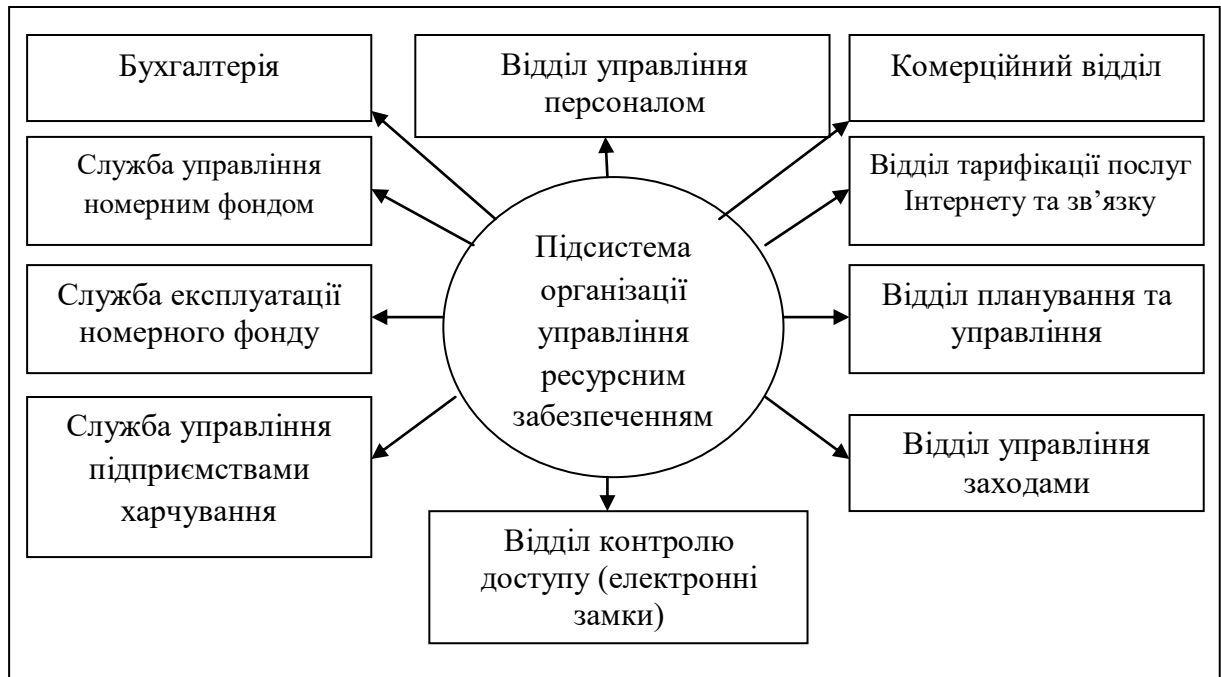 Бухгалтерія
Відділ управління
персоналом
Комерційний відділ
Служба управління
номерним фондом
Відділ тарифікації послуг
Інтернету та зв’язку
Підсистема
організації
управління
ресурсним
забезпеченням
Служба експлуатації
номерного фонду
Відділ планування та
управління
Служба управління
підприємствами
харчування
Відділ управління
заходами
Відділ контролю
доступу (електронні
замки)